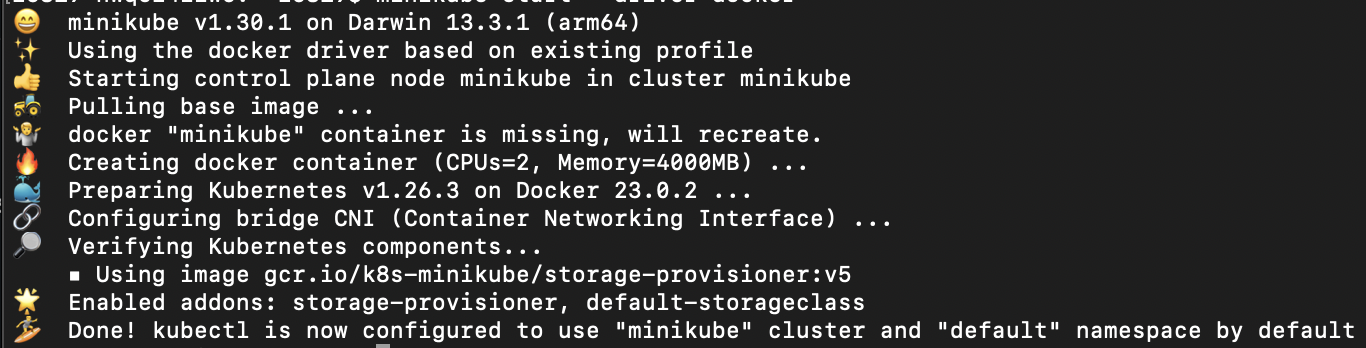 😄 minikube v1.30.1 on Darwin 13.3.1 (arm64)
✨ Using the docker driver based on existing profile
👍 Starting control plane node minikube in cluster minikube
🚜 Pulling base image ...
🤷 docker "minikube" container is missing, will recreate.
🔥 Creating docker container (CPUs=2, Memory=4000MB) ...
🐳 Preparing Kubernetes v1.26.3 on Docker 23.0.2 ...
🔗 Configuring bridge CNI (Container Networking Interface) ...
🔎 Verifying Kubernetes components...
▪ Using image gcr.io/k8s-minikube/storage-provisioner:v5
🌟 Enabled addons: storage-provisioner, default-storageclass
🏄 Done! kubectl is now configured to use "minikube" cluster and "default" namespace by default